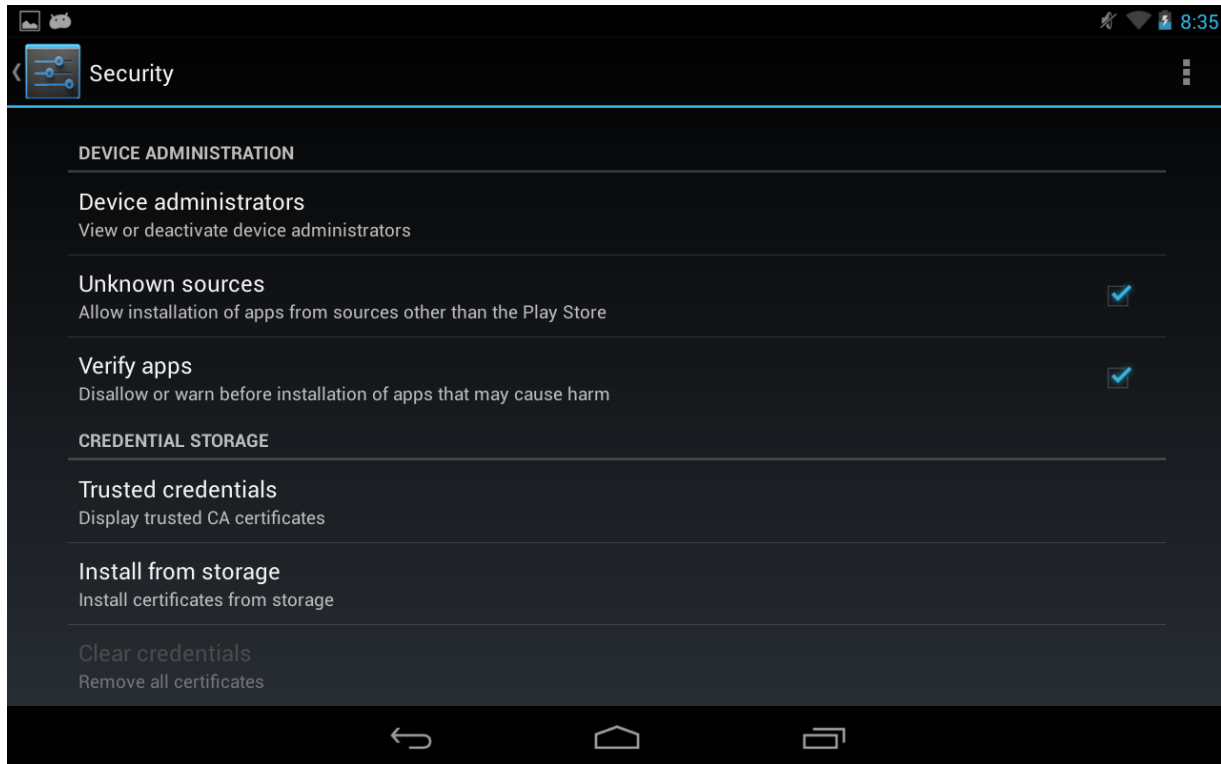 8:35
Security
DEVICE ADMINISTRATION
Device administrators
View or deactivate device administrators
Unknown sources
Allow installation of apps from sources other than the Play Store
Verify apps
Disallow or warn before installation of apps that may cause harm
CREDENTIAL STORAGE
Trusted credentials
Display trusted CA certificates
Install from storage
Install certificates from storage
Clear credentials
Remove all certificates